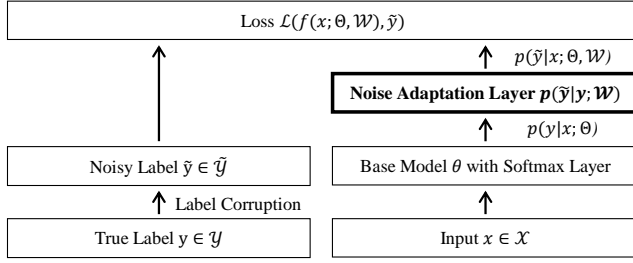 Loss ℒ(f(x; Θ, 𝒲), ỹ)
p(ỹ|x; Θ, 𝒲)
Noise Adaptation Layer p(ỹ|y; 𝒲)
p(y|x; Θ)
Noisy Label ỹ ∈ 𝒴̃
Base Model θ with Softmax Layer
Label Corruption
True Label y ∈ 𝒴
Input x ∈ 𝒳